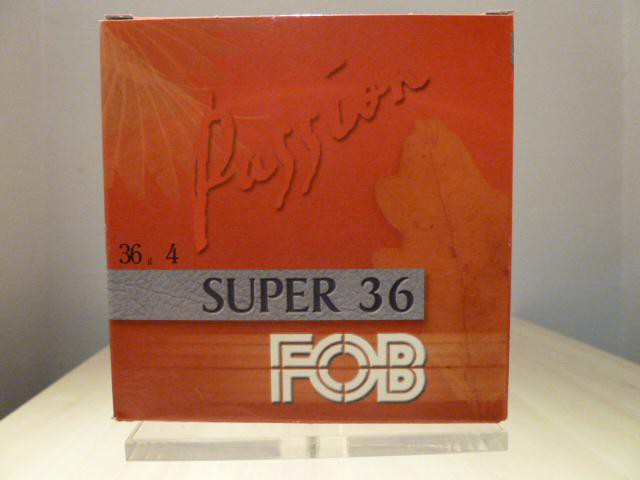 Passion
36 g 4
SUPER 36
FOB